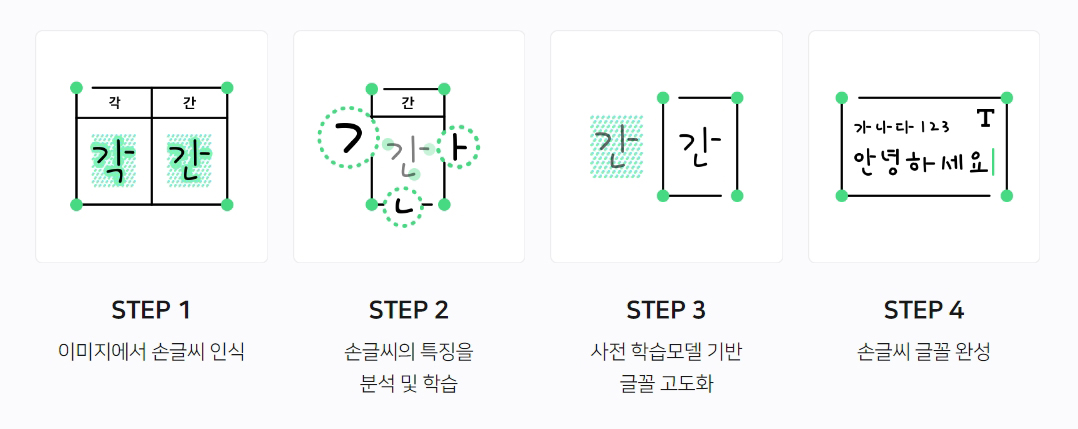 각 간
각 간
간
ㄱ 간 ㅏ
ㄴ
간 간
T
가-나-다- 1 2 3
안녕하세요
STEP 1
이미지에서 손글씨 인식
STEP 2
손글씨의 특징을
분석 및 학습
STEP 3
사전 학습모델 기반
글꼴 고도화
STEP 4
손글씨 글꼴 완성